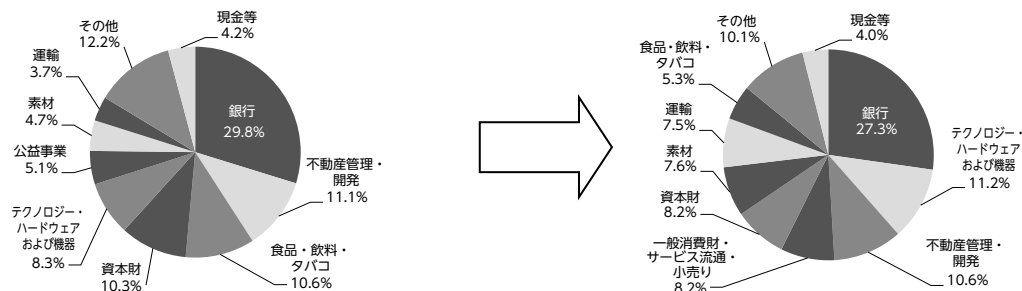 現金等
4.2%
銀行
29.8%
不動産管理・
開発
11.1%
食品・飲料・
タバコ
10.6%
資本財
10.3%
テクノロジー・
ハードウェア
および機器
8.3%
公益事業
5.1%
素材
4.7%
運輸
3.7%
その他
12.2%
現金等
4.0%
銀行
27.3%
テクノロジー・
ハードウェア
および機器
11.2%
不動産管理・
開発
10.6%
一般消費財・
サービス流通・
小売り
8.2%
資本財
8.2%
素材
7.6%
運輸
7.5%
食品・飲料・
タバコ
5.3%
その他
10.1%